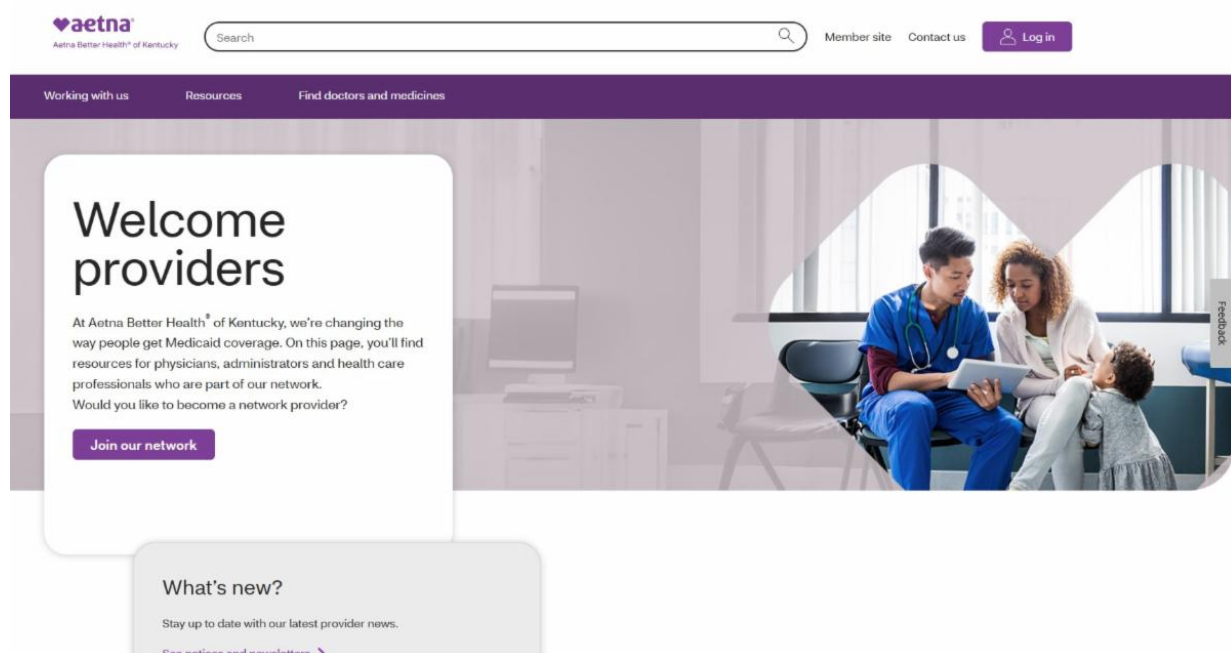 aetna®
Aetna Better Health® of Kentucky
Search
Member site Contact us Log in
Working with us Resources Find doctors and medicines
Welcome
providers
At Aetna Better Health® of Kentucky, we're changing the
way people get Medicaid coverage. On this page, you'll find
resources for physicians, administrators and health care
professionals who are part of our network.
Would you like to become a network provider?
Join our network
Feedback
What's new?
Stay up to date with our latest provider news.
See notices and newsletters